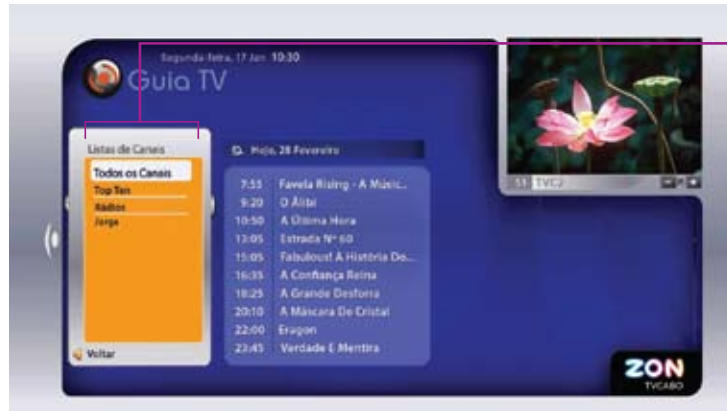 Segunda-feira, 17 Jan 10:30
Guia TV
Listas de Canais
Todos os Canais
Top Ten
Rádios
Jorge
Voltar
Hoje, 28 Fevereiro
7:55 Favela Rising - A Músic...
9:20 O Álibi
10:50 A Última Hora
13:05 Estrada Nº 60
15:05 Fabulous! A História Do...
16:35 A Confiança Reina
18:25 A Grande Desforra
20:10 A Máscara De Cristal
22:00 Eragon
23:45 Verdade E Mentira
51 TVC2
ZON
TVCABO